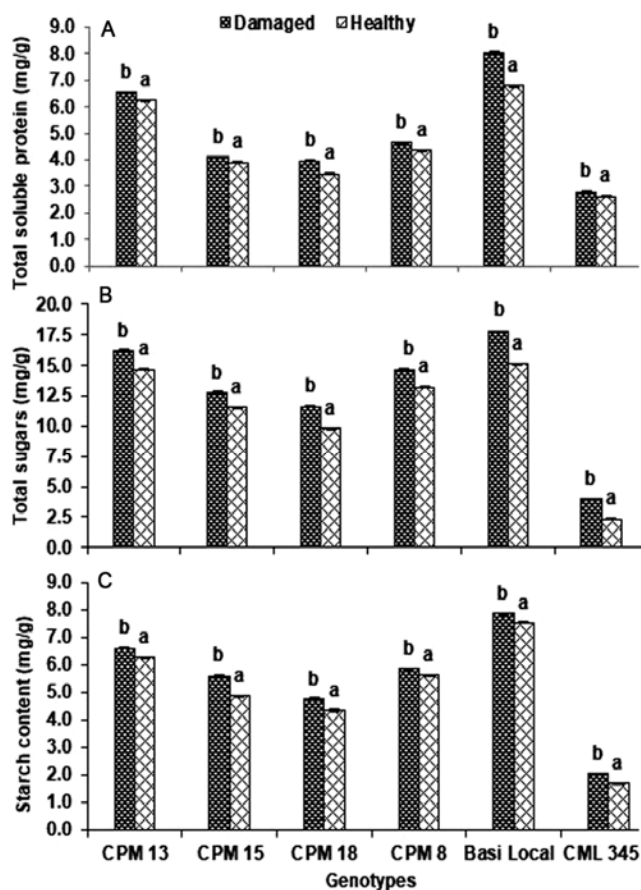 A
Damaged Healthy
Total soluble protein (mg/g)
9.0
8.0
7.0
6.0
5.0
4.0
3.0
2.0
1.0
0.0
b a b a b a b a b a b a
B
Total sugars (mg/g)
20.0
17.5
15.0
12.5
10.0
7.5
5.0
2.5
0.0
b a b a b a b a b a b a
C
Starch content (mg/g)
9.0
8.0
7.0
6.0
5.0
4.0
3.0
2.0
1.0
0.0
b a b a b a b a b a b a
CPM 13 CPM 15 CPM 18 CPM 8 Basi Local CML 345
Genotypes